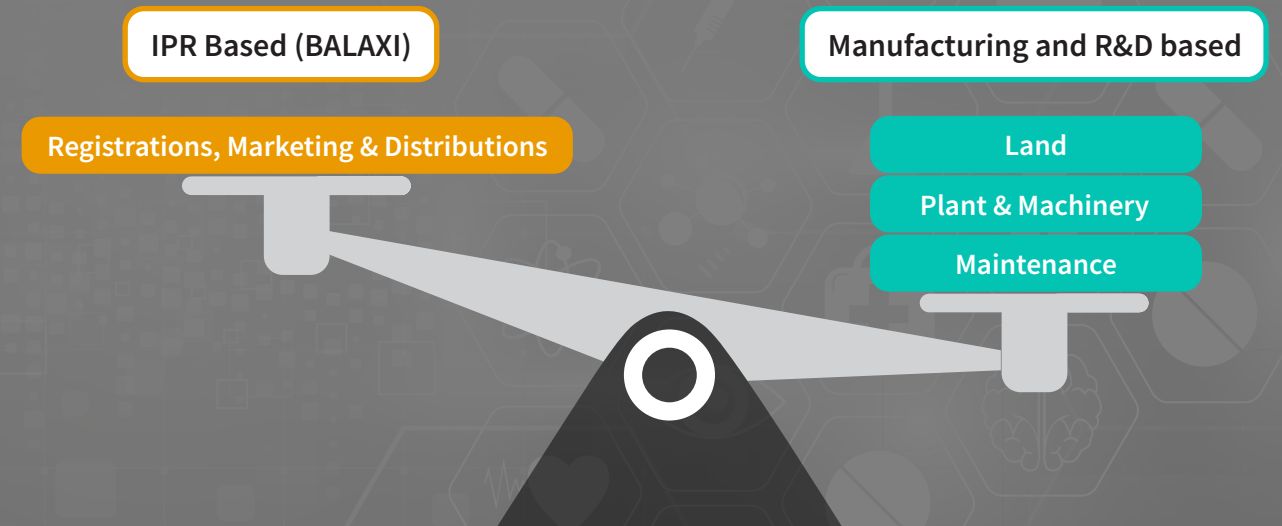 IPR Based (BALAXI)
Registrations, Marketing & Distributions
Manufacturing and R&D based
Land
Plant & Machinery
Maintenance